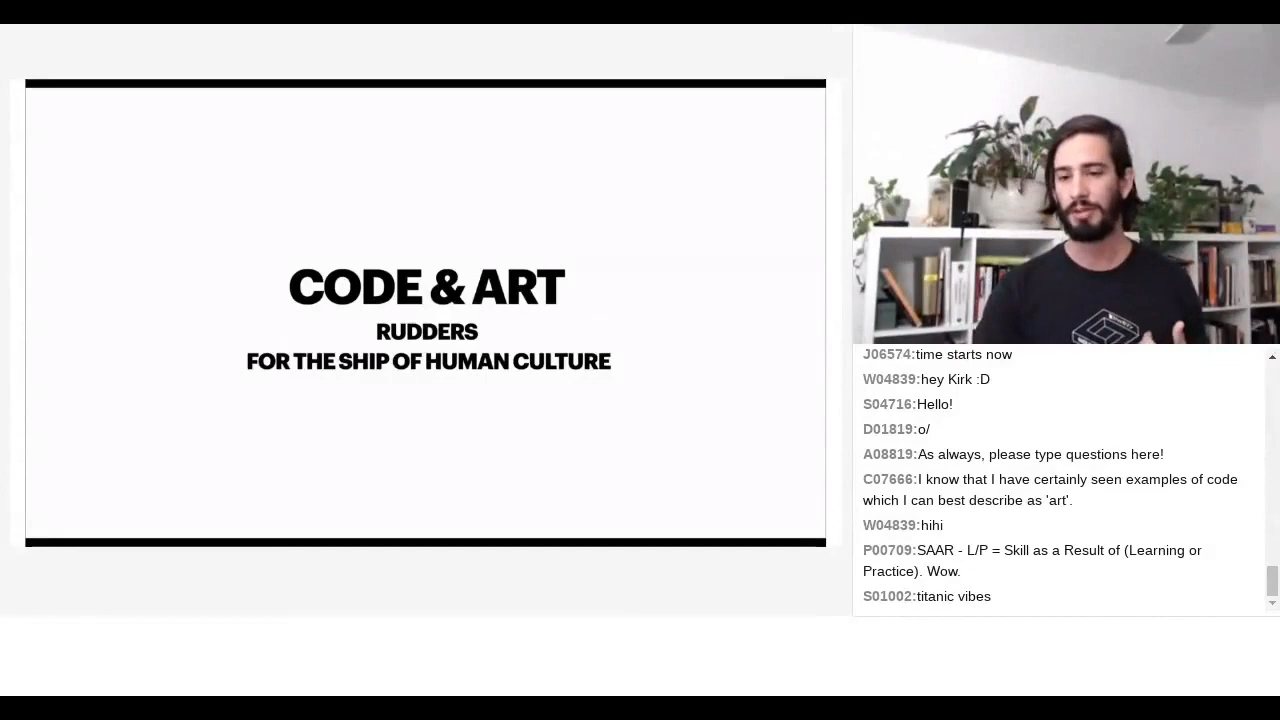 CODE & ART
RUDDERS
FOR THE SHIP OF HUMAN CULTURE
J06574:time starts now
W04839:hey Kirk :D
S04716:Hello!
D01819:o/
A08819:As always, please type questions here!
C07666:I know that I have certainly seen examples of code
which I can best describe as 'art'.
W04839:hihi
P00709:SAAR - L/P = Skill as a Result of (Learning or
Practice). Wow.
S01002:titanic vibes